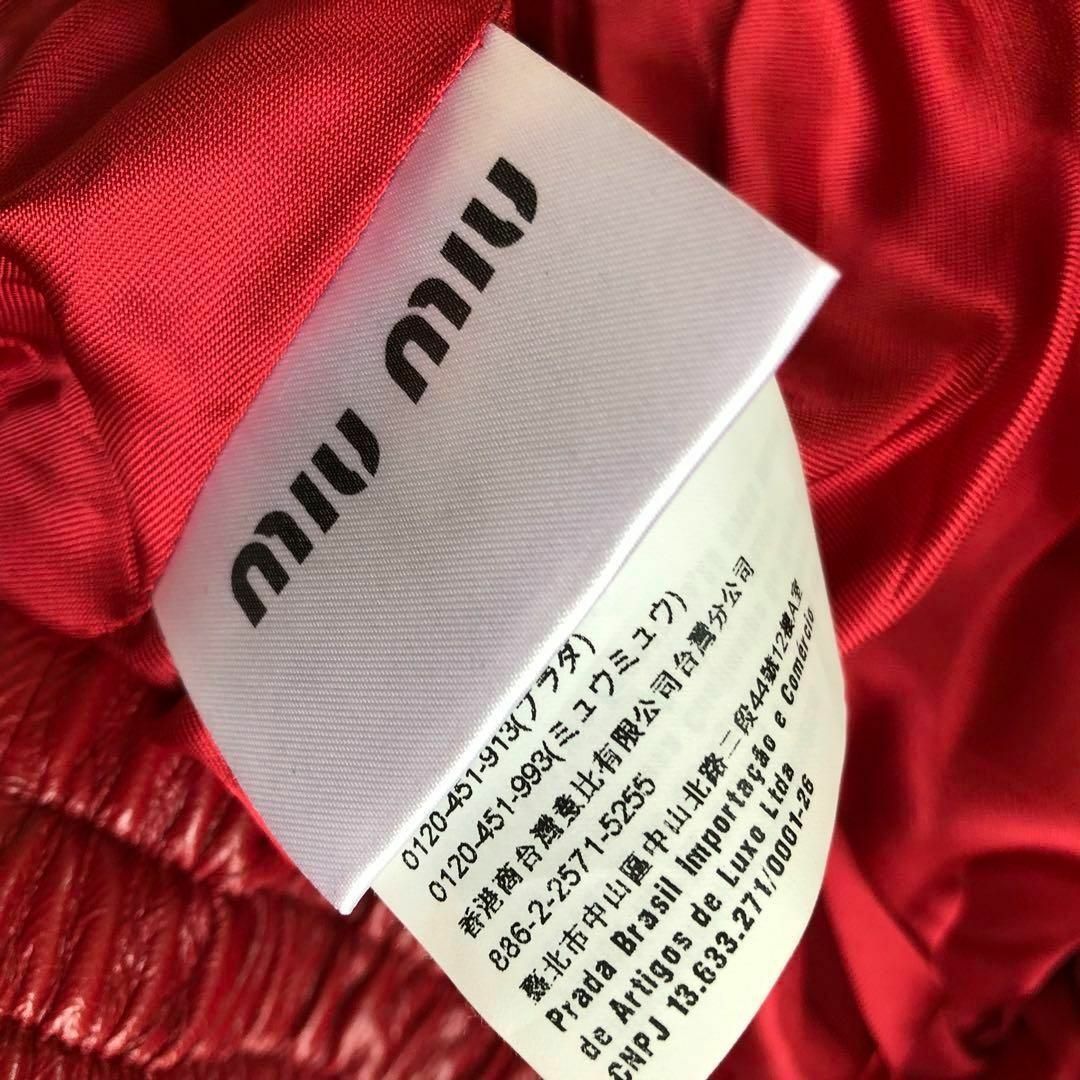 miu miu
0120-451-913(プラダ)
0120-451-993(ミュウミュウ)
香港商台灣意比有限公司台灣分公司
886-2-2571-5255
臺北市中山區中山北路二段44號12樓A室
Prada Brasil Importação e Comercio
de Artigos de Luxo Ltda
CNPJ 13.633.271/0001-26